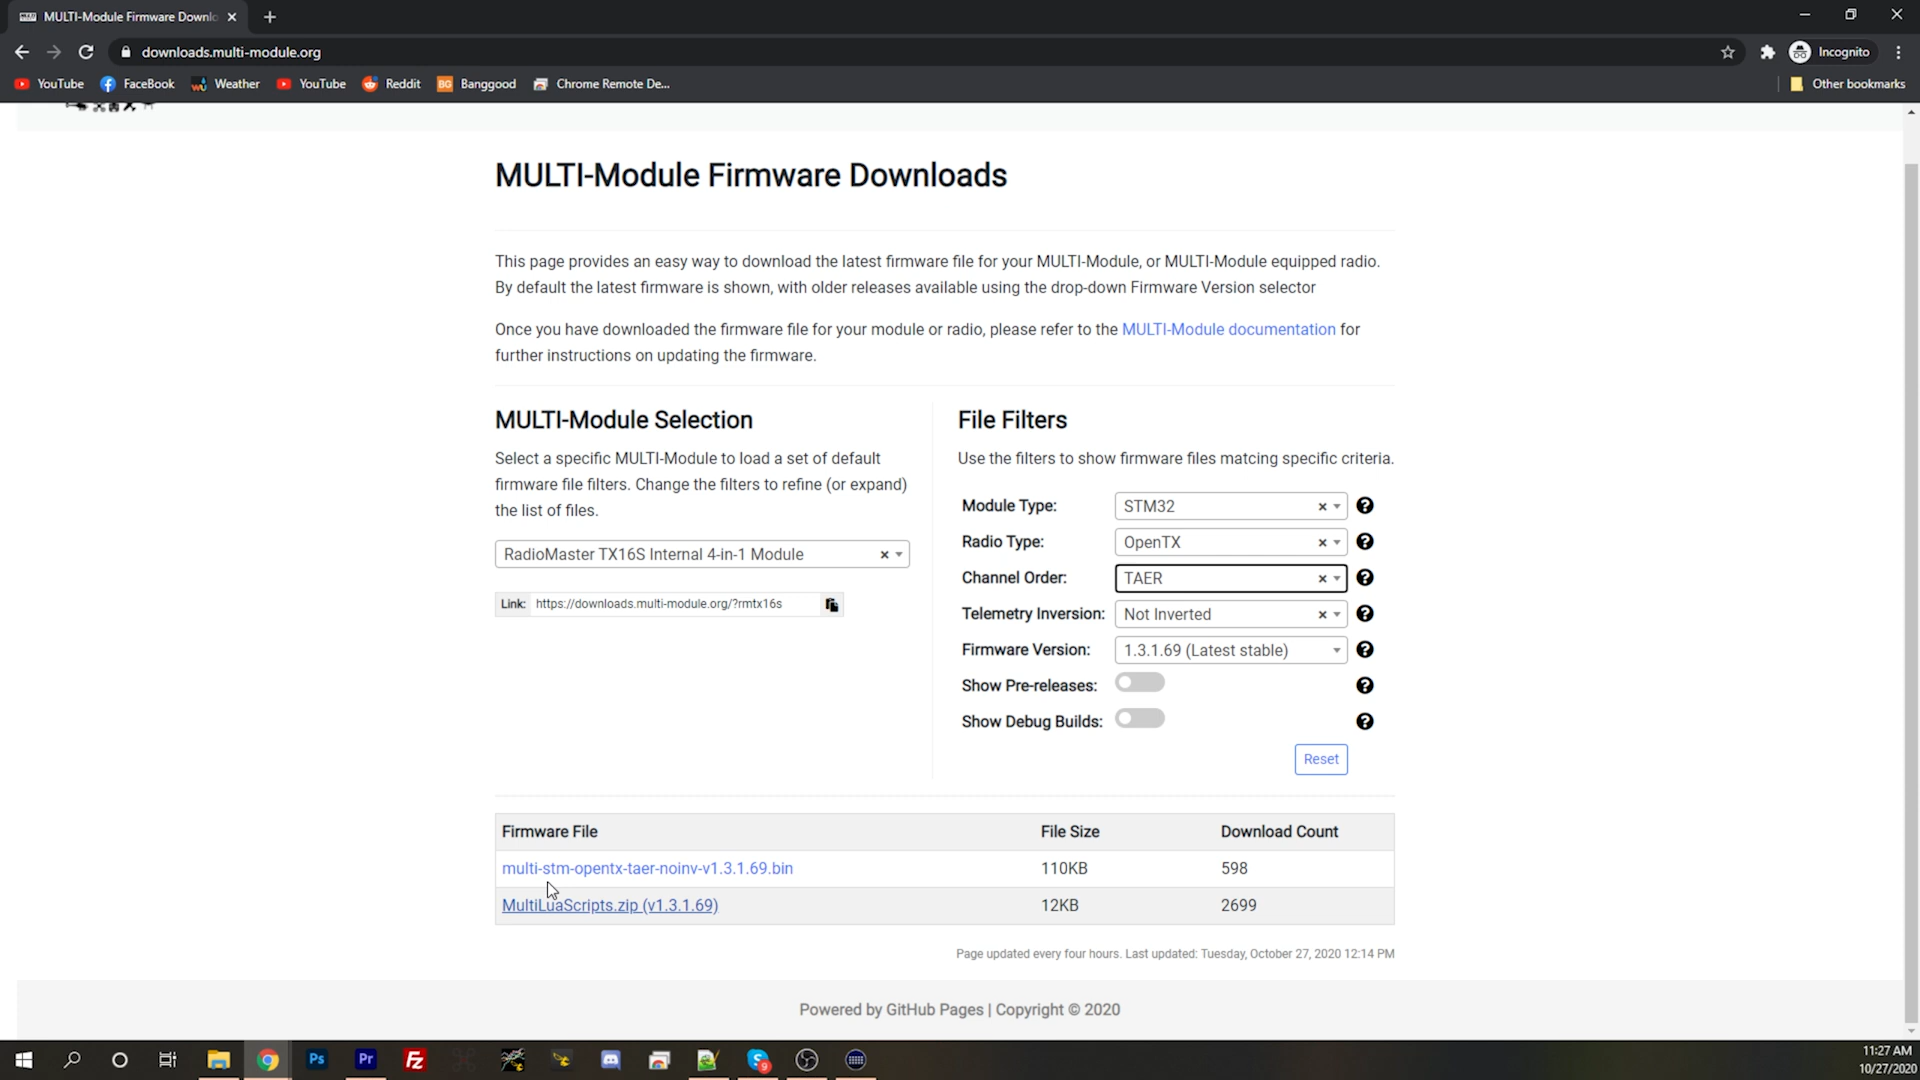 MULTI-Module Firmware Downlo
downloads.multi-module.org
Incognito
YouTube
FaceBook
Weather
YouTube
Reddit
BG Banggood
Chrome Remote De...
Other bookmarks
MULTI-Module Firmware Downloads
This page provides an easy way to download the latest firmware file for your MULTI-Module, or MULTI-Module equipped radio.
By default the latest firmware is shown, with older releases available using the drop-down Firmware Version selector
Once you have downloaded the firmware file for your module or radio, please refer to the MULTI-Module documentation for
further instructions on updating the firmware.
MULTI-Module Selection
Select a specific MULTI-Module to load a set of default
firmware file filters. Change the filters to refine (or expand)
the list of files.
RadioMaster TX16S Internal 4-in-1 Module
Link: https://downloads.multi-module.org/?rmtx16s
File Filters
Use the filters to show firmware files matcing specific criteria.
Module Type: STM32
Radio Type: OpenTX
Channel Order: TAER
Telemetry Inversion: Not Inverted
Firmware Version: 1.3.1.69 (Latest stable)
Show Pre-releases:
Show Debug Builds:
Reset
Firmware File File Size Download Count
multi-stm-opentx-taer-noinv-v1.3.1.69.bin 110KB 598
MultiLuaScripts.zip (v1.3.1.69) 12KB 2699
Page updated every four hours. Last updated: Tuesday, October 27, 2020 12:14 PM
Powered by GitHub Pages | Copyright © 2020
Ps
Pr
FZ
S
9
11:27 AM
10/27/2020